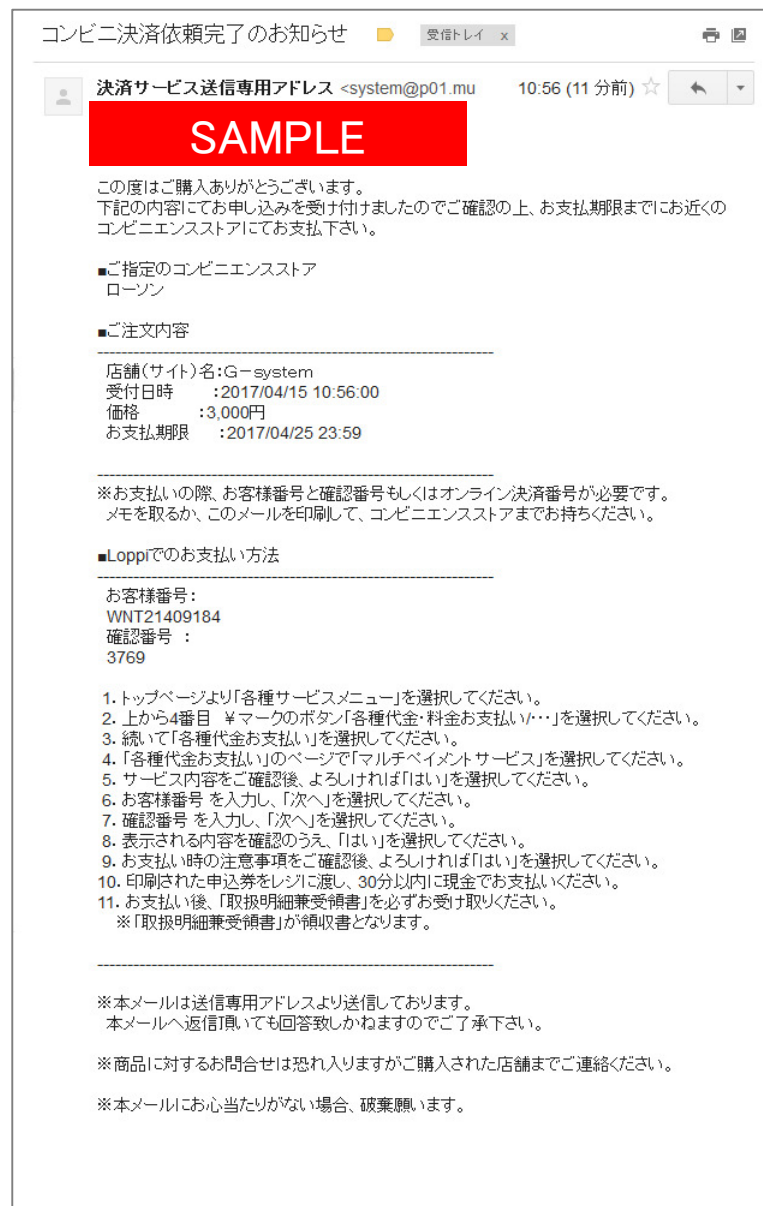 コンビニ決済依頼完了のお知らせ 受信トレイ x
決済サービス送信専用アドレス <system@p01.mu 10:56 (11 分前)
SAMPLE
この度はご購入ありがとうございます。
下記の内容にてお申し込みを受け付けましたのでご確認の上、お支払期限までにお近くの
コンビニエンスストアにてお支払下さい。
■ご指定のコンビニエンスストア
ローソン
■ご注文内容
------------------------------------------------------------------
店舗(サイト)名:G－system
受付日時 :2017/04/15 10:56:00
価格 :3,000円
お支払期限 :2017/04/25 23:59
------------------------------------------------------------------
※お支払いの際、お客様番号と確認番号もしくはオンライン決済番号が必要です。
メモを取るか、このメールを印刷して、コンビニエンスストアまでお持ちください。
■Loppiでのお支払い方法
------------------------------------------------------------------
お客様番号:
WNT21409184
確認番号 :
3769
1. トップページより「各種サービスメニュー」を選択してください。
2. 上から4番目 ￥マークのボタン「各種代金・料金お支払い/・・・」を選択してください。
3. 続いて「各種代金お支払い」を選択してください。
4. 「各種代金お支払い」のページで「マルチペイメントサービス」を選択してください。
5. サービス内容をご確認後、よろしければ「はい」を選択してください。
6. お客様番号 を入力し、「次へ」を選択してください。
7. 確認番号 を入力し、「次へ」を選択してください。
8. 表示される内容を確認のうえ、「はい」を選択してください。
9. お支払い時の注意事項をご確認後、よろしければ「はい」を選択してください。
10. 印刷された申込券をレジに渡し、30分以内に現金でお支払いください。
11. お支払い後、「取扱明細兼受領書」を必ずお受け取りください。
※「取扱明細兼受領書」が領収書となります。
------------------------------------------------------------------
※本メールは送信専用アドレスより送信しております。
本メールへ返信頂いても回答致しかねますのでご了承下さい。
※商品に対するお問合せは恐れ入りますがご購入された店舗までご連絡ください。
※本メールにお心当たりがない場合、破棄願います。